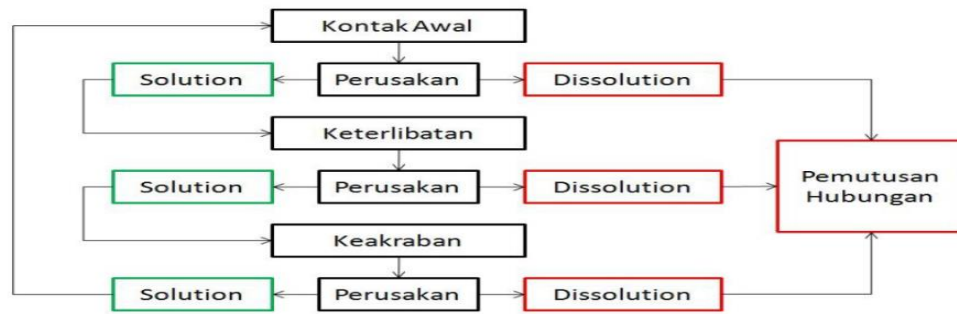 Kontak Awal
Solution
Perusakan
Dissolution
Keterlibatan
Solution
Perusakan
Dissolution
Pemutusan
Hubungan
Keakraban
Solution
Perusakan
Dissolution